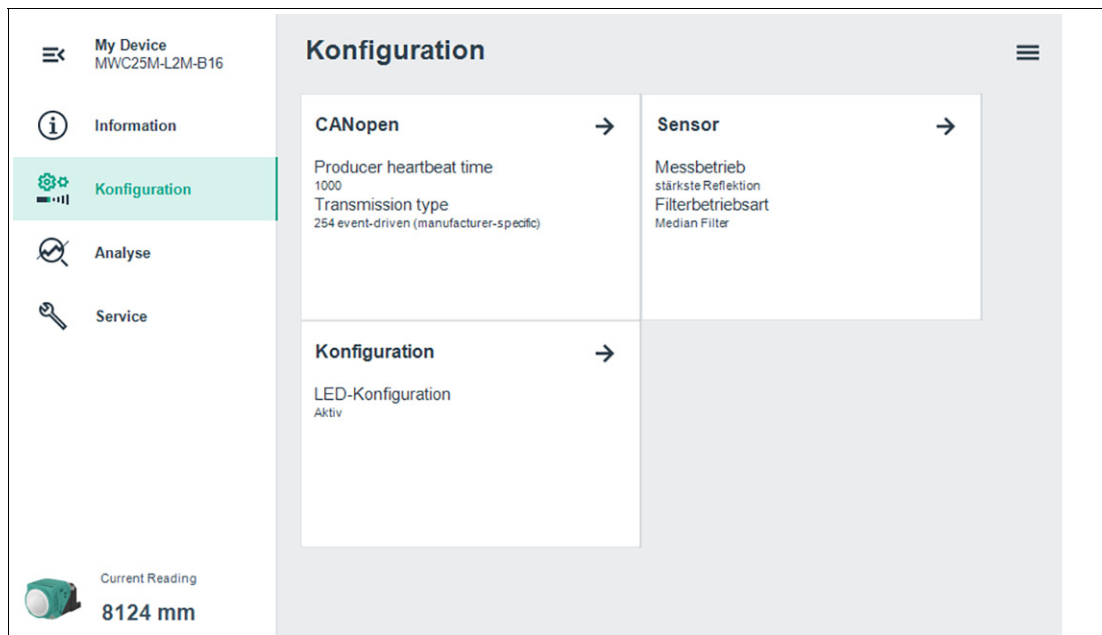 My Device
MWC25M-L2M-B16
Information
Konfiguration
Analyse
Service
Current Reading
8124 mm
Konfiguration
CANopen
Producer heartbeat time
1000
Transmission type
254 event-driven (manufacturer-specific)
Sensor
Messbetrieb
stärkste Reflektion
Filterbetriebsart
Median Filter
Konfiguration
LED-Konfiguration
Aktiv